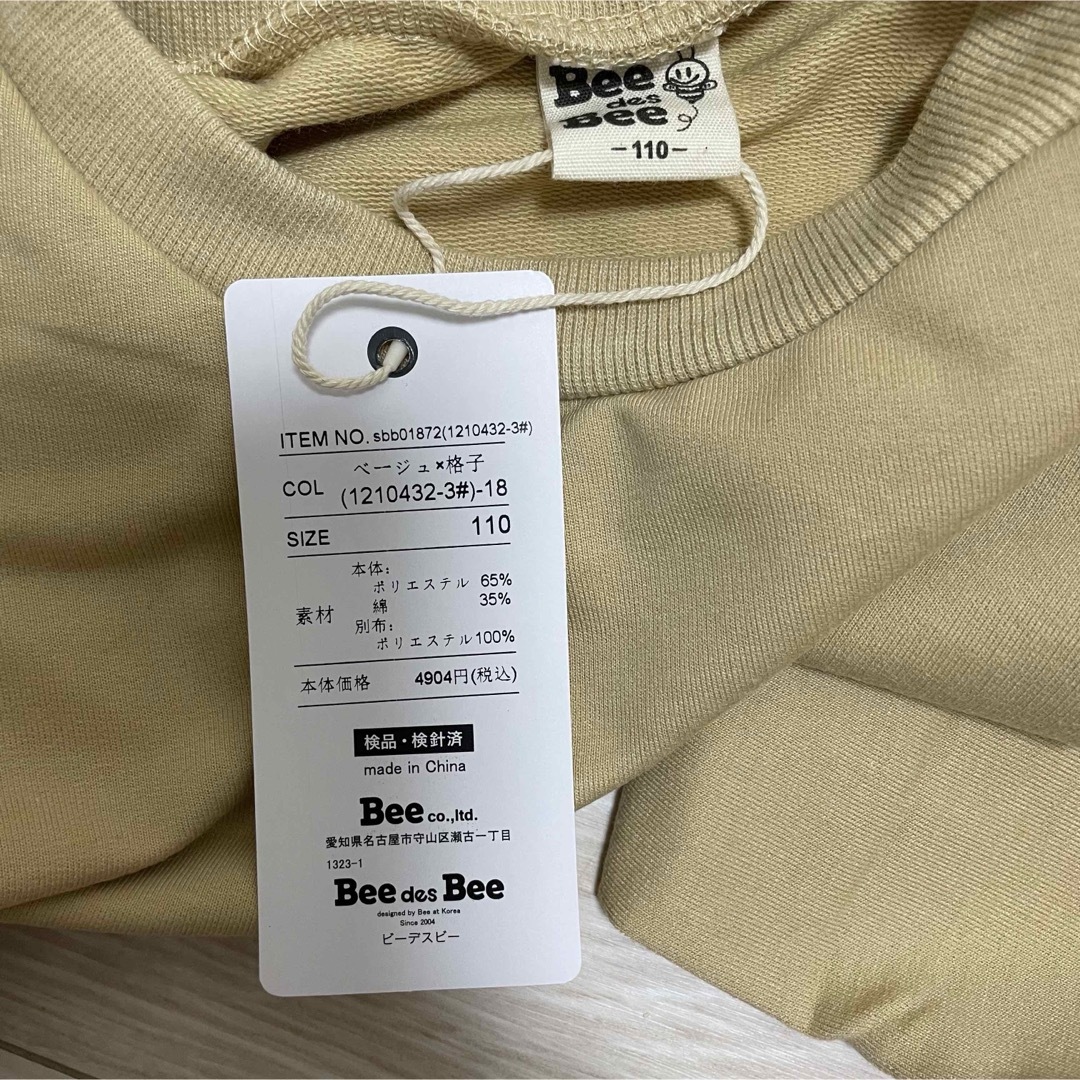 Bee
des
Bee
-110-
ITEM NO. sbb01872(1210432-3#)
ベージュ×格子
COL (1210432-3#)-18
SIZE 110
本体:
ポリエステル 65%
綿 35%
素材
別布:
ポリエステル100%
本体価格 4904円(税込)
検品・検針済
made in China
Bee co.,ltd.
愛知県名古屋市守山区瀬古一丁目
1323-1
Bee des Bee
designed by Bee at Korea
Since 2004
ビーデスビー